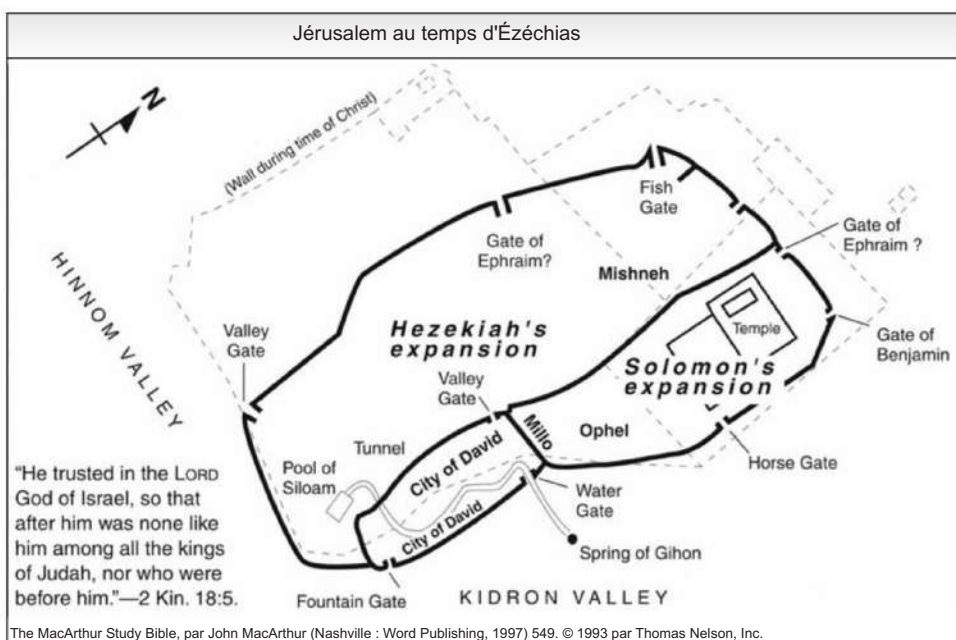 Jérusalem au temps d'Ézéchias
N
(Wall during time of Christ)
Fish
Gate
Gate of
Ephraim?
Gate of
Ephraim ?
Mishneh
HINNOM VALLEY
Valley
Gate
Hezekiah's
expansion
Temple
Gate of
Benjamin
Solomon's
expansion
Valley
Gate
Millo
Ophel
Tunnel
City of David
Horse Gate
Pool of
Siloam
Water
Gate
City of David
Spring of Gihon
"He trusted in the LORD
God of Israel, so that
after him was none like
him among all the kings
of Judah, nor who were
before him."—2 Kin. 18:5.
Fountain Gate
KIDRON VALLEY
The MacArthur Study Bible, par John MacArthur (Nashville : Word Publishing, 1997) 549. © 1993 par Thomas Nelson, Inc.